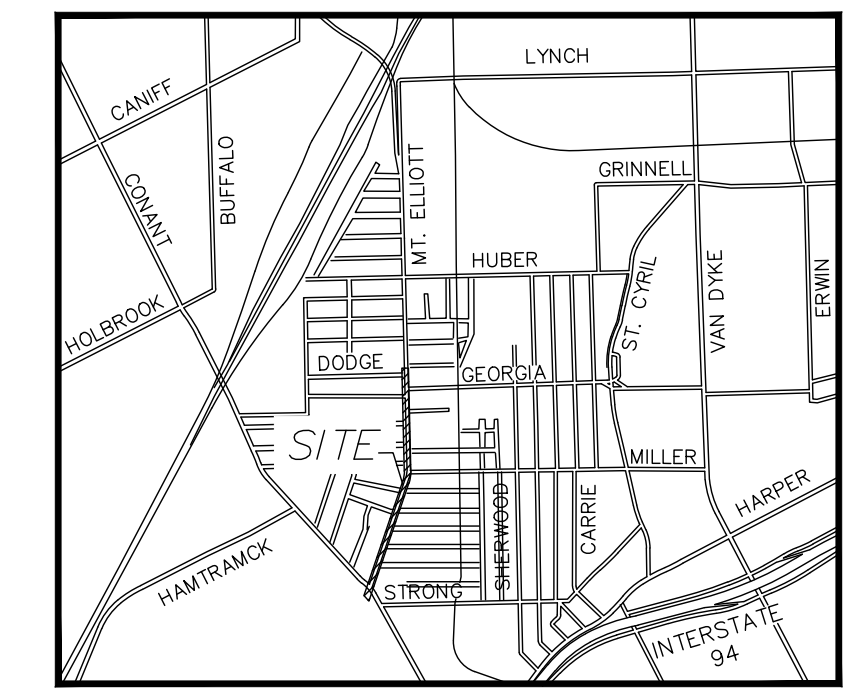 LYNCH
CANIFF
BUFFALO
CONANT
MT. ELLIOTT
GRINNELL
HUBER
ST. CYRIL
VAN DYKE
ERWIN
HOLBROOK
DODGE
GEORGIA
SITE
MILLER
SHERWOOD
CARRIE
HARPER
HAMTRAMCK
STRONG
INTERSTATE
94